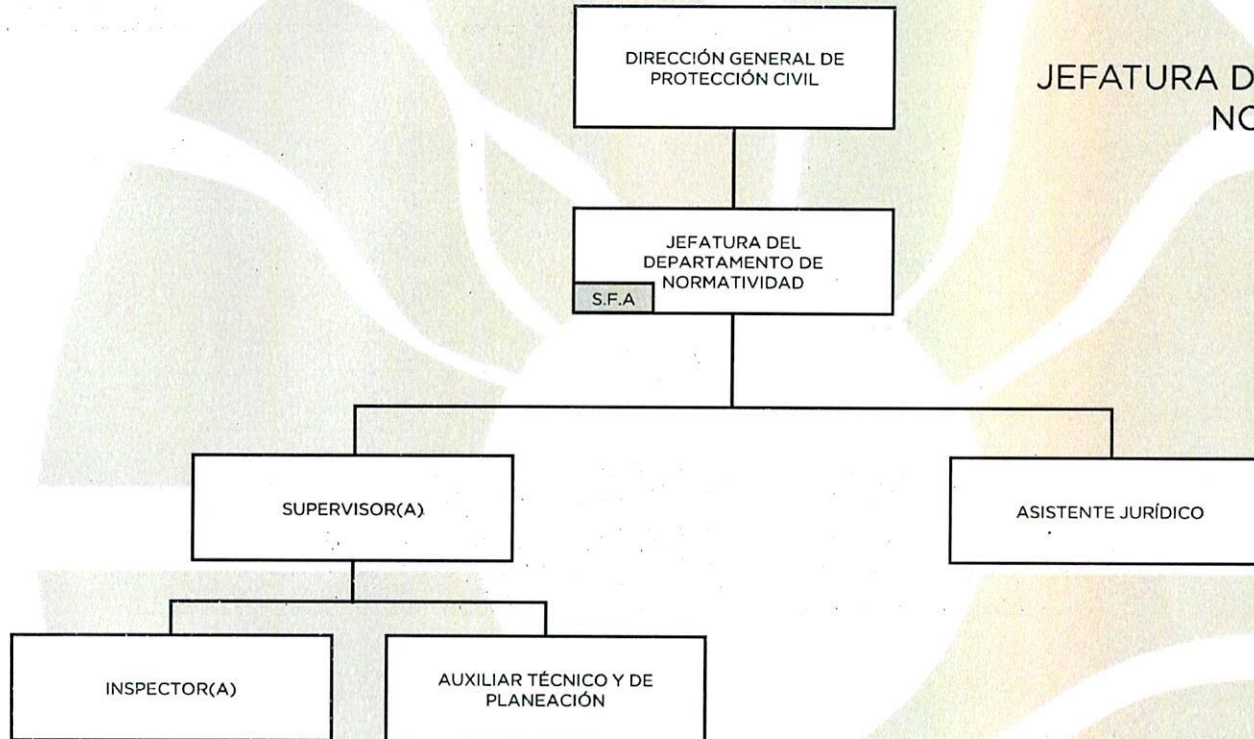 DIRECCIÓN GENERAL DE
PROTECCIÓN CIVIL
JEFATURA D
NO
JEFATURA DEL
DEPARTAMENTO DE
NORMATIVIDAD
S.F.A
SUPERVISOR(A)
ASISTENTE JURÍDICO
INSPECTOR(A)
AUXILIAR TÉCNICO Y DE
PLANEACIÓN